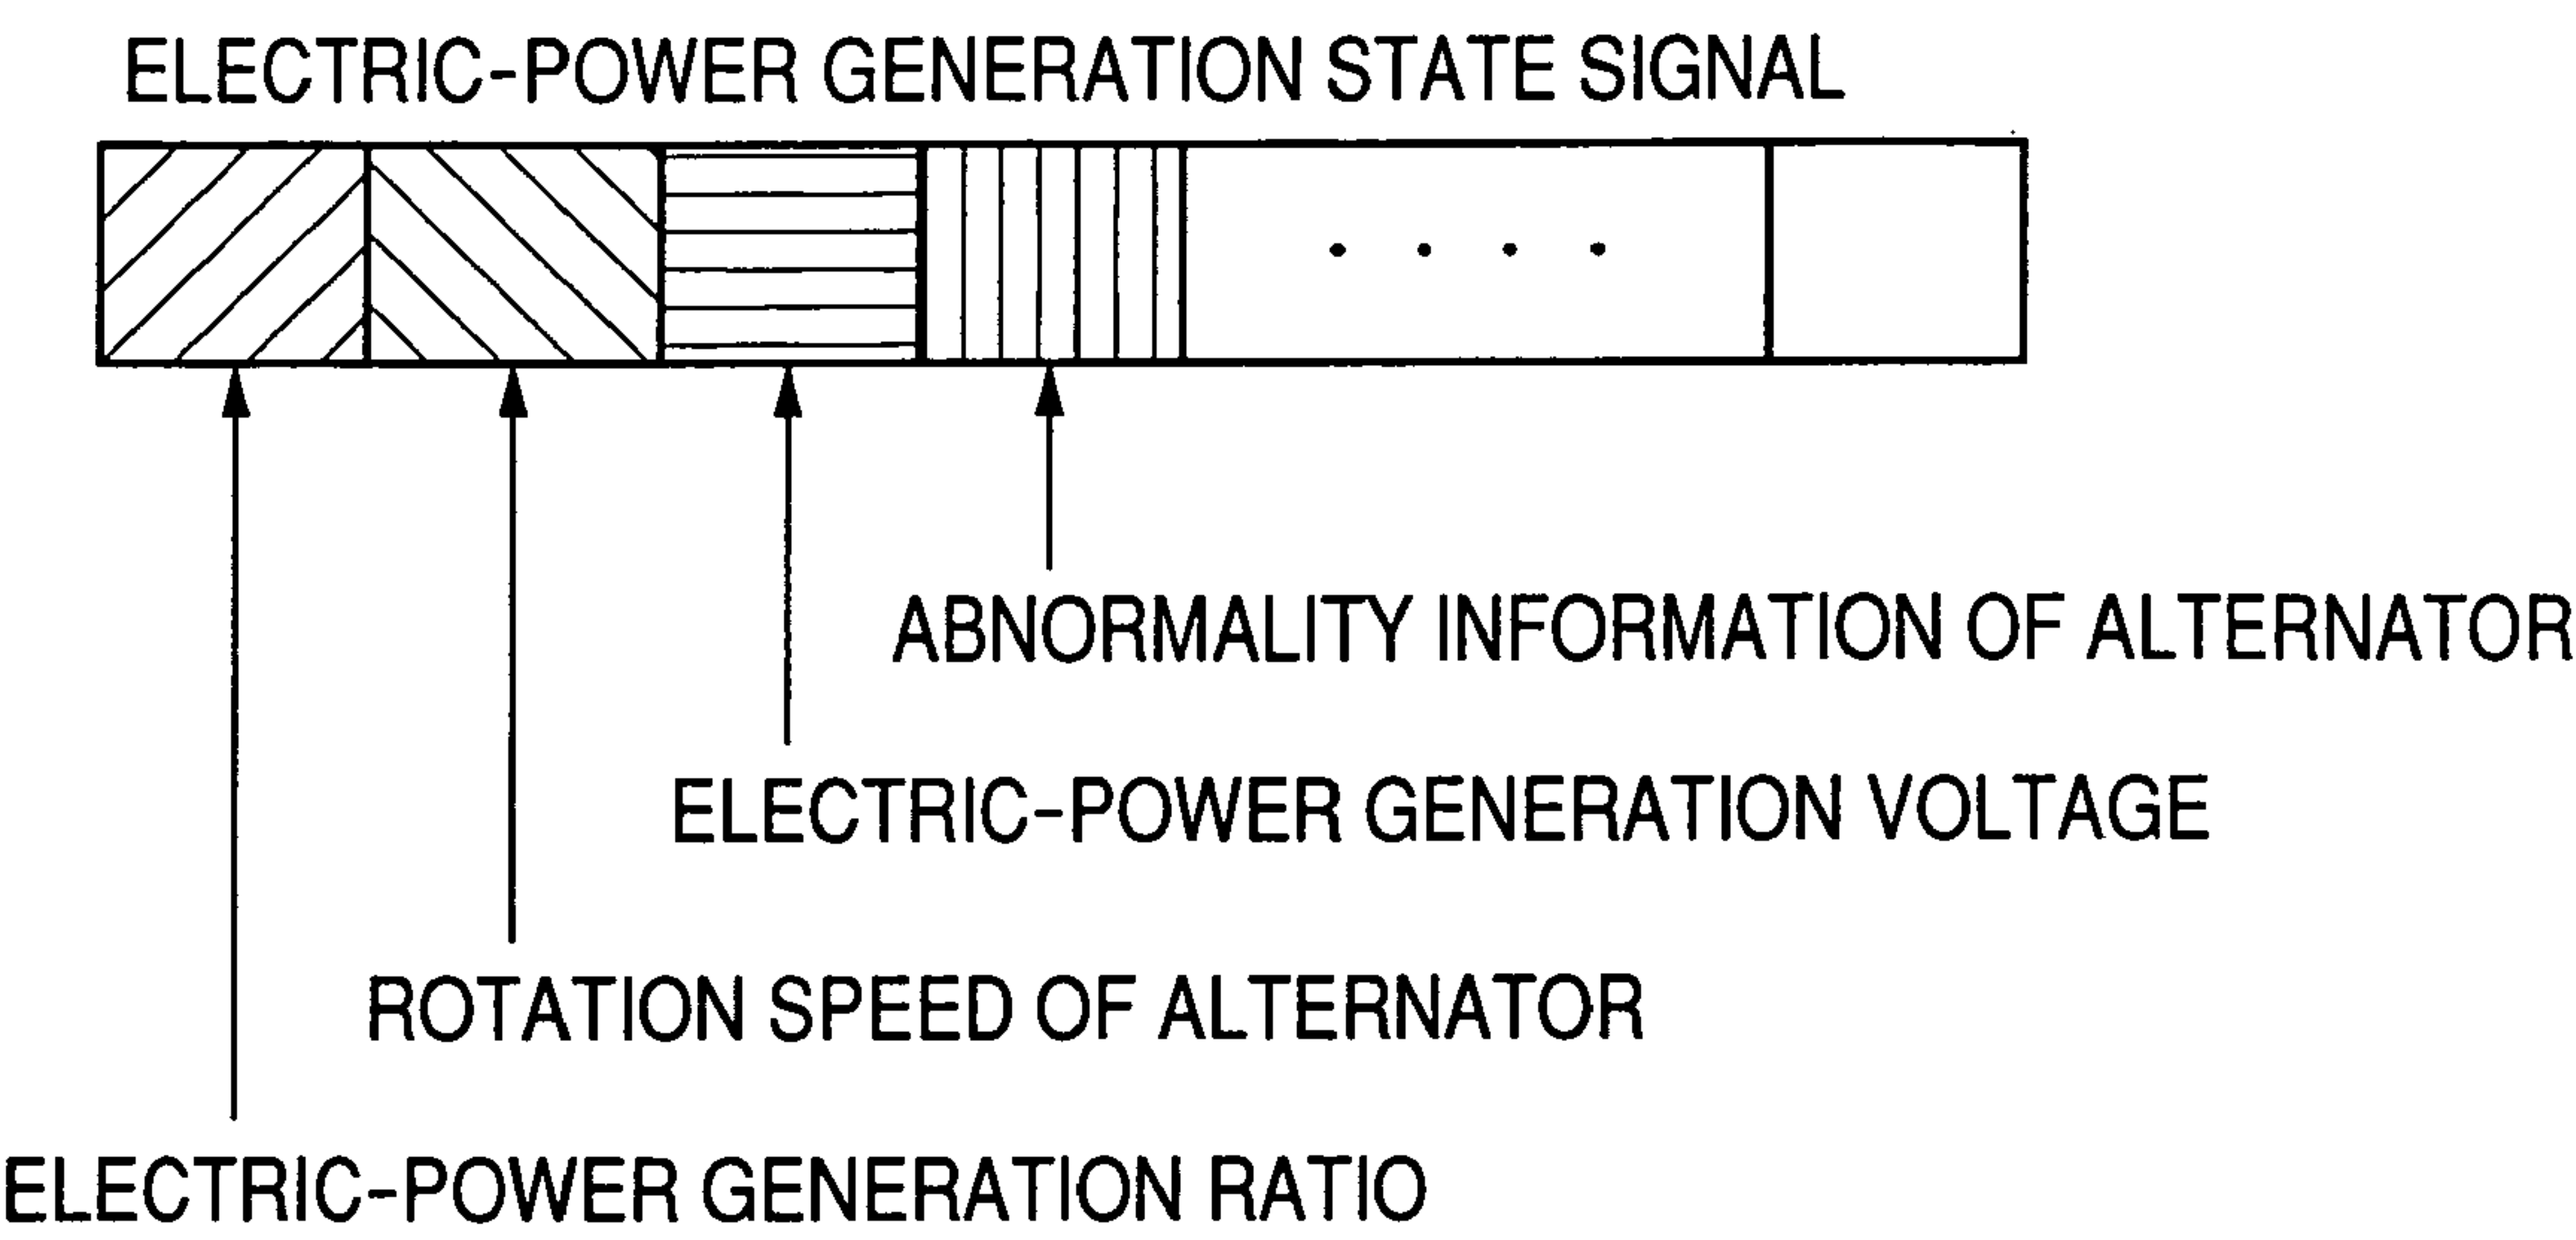 ELECTRIC-POWER GENERATION STATE SIGNAL
ABNORMALITY INFORMATION OF ALTERNATOR
ELECTRIC-POWER GENERATION VOLTAGE
ROTATION SPEED OF ALTERNATOR
ELECTRIC-POWER GENERATION RATIO